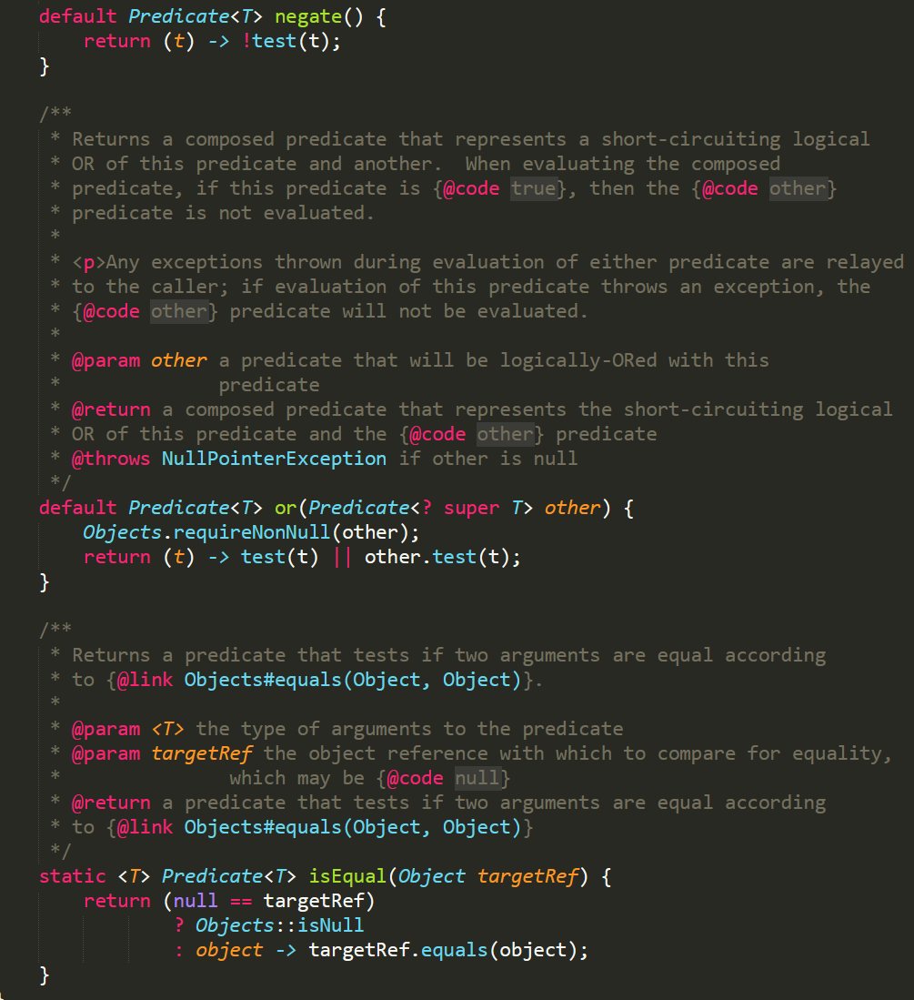 default Predicate<T> negate() {
    return (t) -> !test(t);
}

/**
 * Returns a composed predicate that represents a short-circuiting logical
 * OR of this predicate and another.  When evaluating the composed
 * predicate, if this predicate is {@code true}, then the {@code other}
 * predicate is not evaluated.
 *
 * <p>Any exceptions thrown during evaluation of either predicate are relayed
 * to the caller; if evaluation of this predicate throws an exception, the
 * {@code other} predicate will not be evaluated.
 *
 * @param other a predicate that will be logically-ORed with this
 *              predicate
 * @return a composed predicate that represents the short-circuiting logical
 * OR of this predicate and the {@code other} predicate
 * @throws NullPointerException if other is null
 */
default Predicate<T> or(Predicate<? super T> other) {
    Objects.requireNonNull(other);
    return (t) -> test(t) || other.test(t);
}

/**
 * Returns a predicate that tests if two arguments are equal according
 * to {@link Objects#equals(Object, Object)}.
 *
 * @param <T> the type of arguments to the predicate
 * @param targetRef the object reference with which to compare for equality,
 *               which may be {@code null}
 * @return a predicate that tests if two arguments are equal according
 * to {@link Objects#equals(Object, Object)}
 */
static <T> Predicate<T> isEqual(Object targetRef) {
    return (null == targetRef)
            ? Objects::isNull
            : object -> targetRef.equals(object);
}